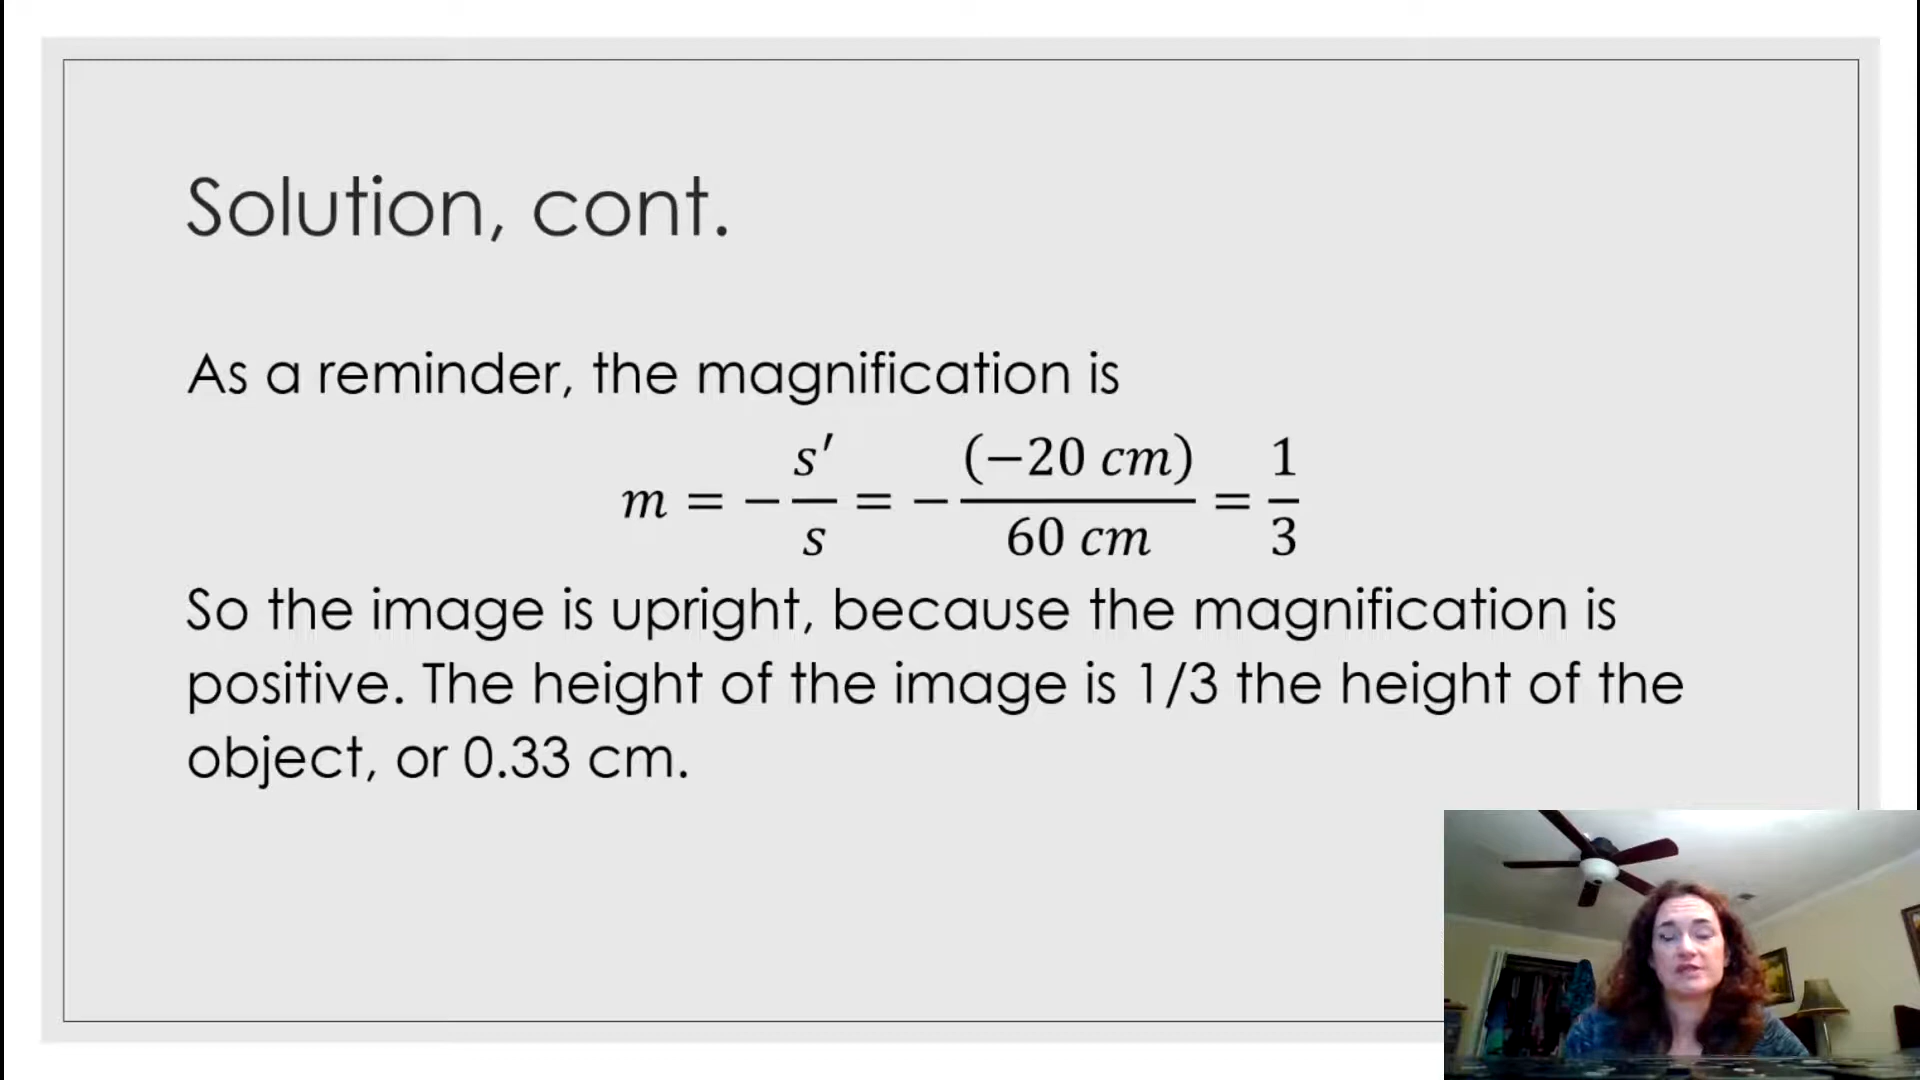 Solution, cont.
As a reminder, the magnification is
m = − s′/s = − (−20 cm)/60 cm = 1/3
So the image is upright, because the magnification is
positive. The height of the image is 1/3 the height of the
object, or 0.33 cm.